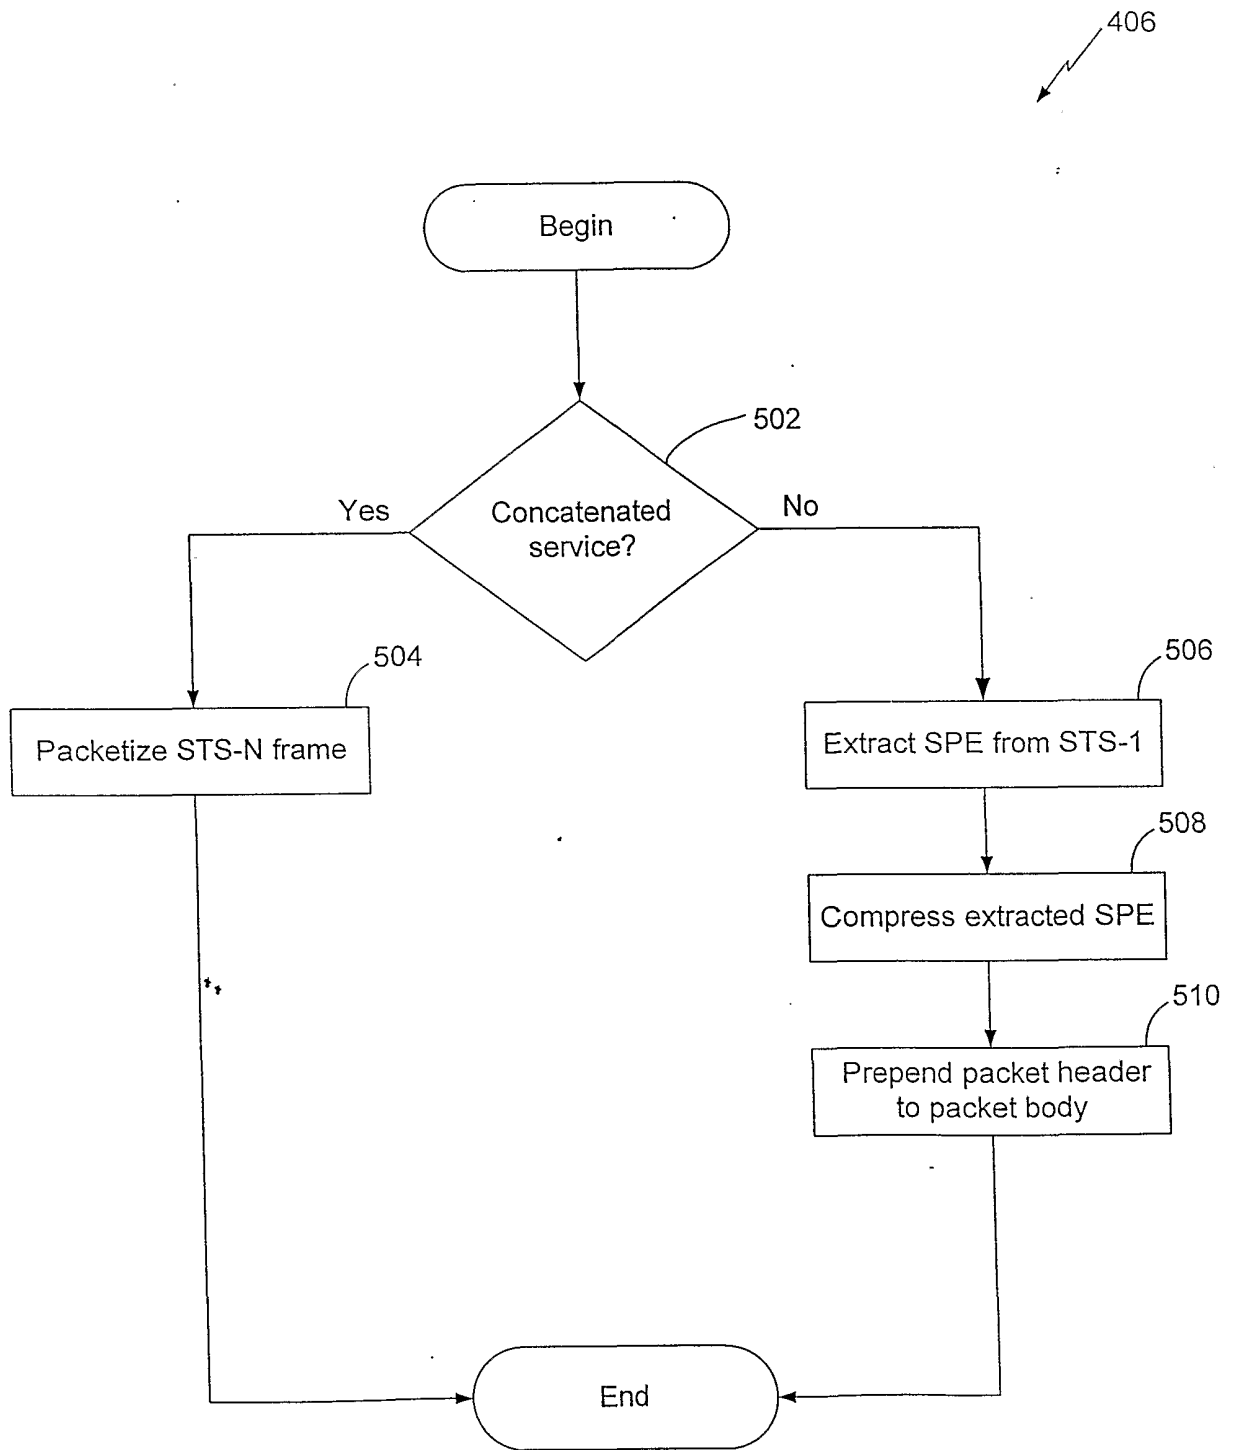 406
Begin
502
Yes
Concatenated
service?
No
504
Packetize STS-N frame
506
Extract SPE from STS-1
508
Compress extracted SPE
510
Prepend packet header
to packet body
End